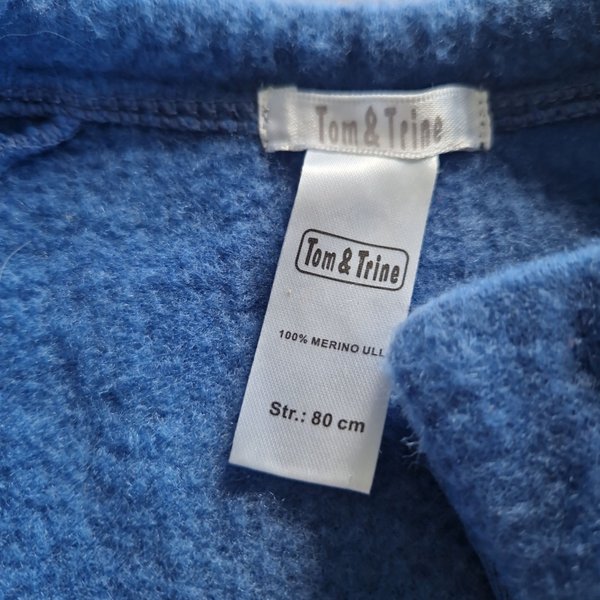 Tom & Trine
Tom & Trine
100% MERINO ULL
Str.: 80 cm